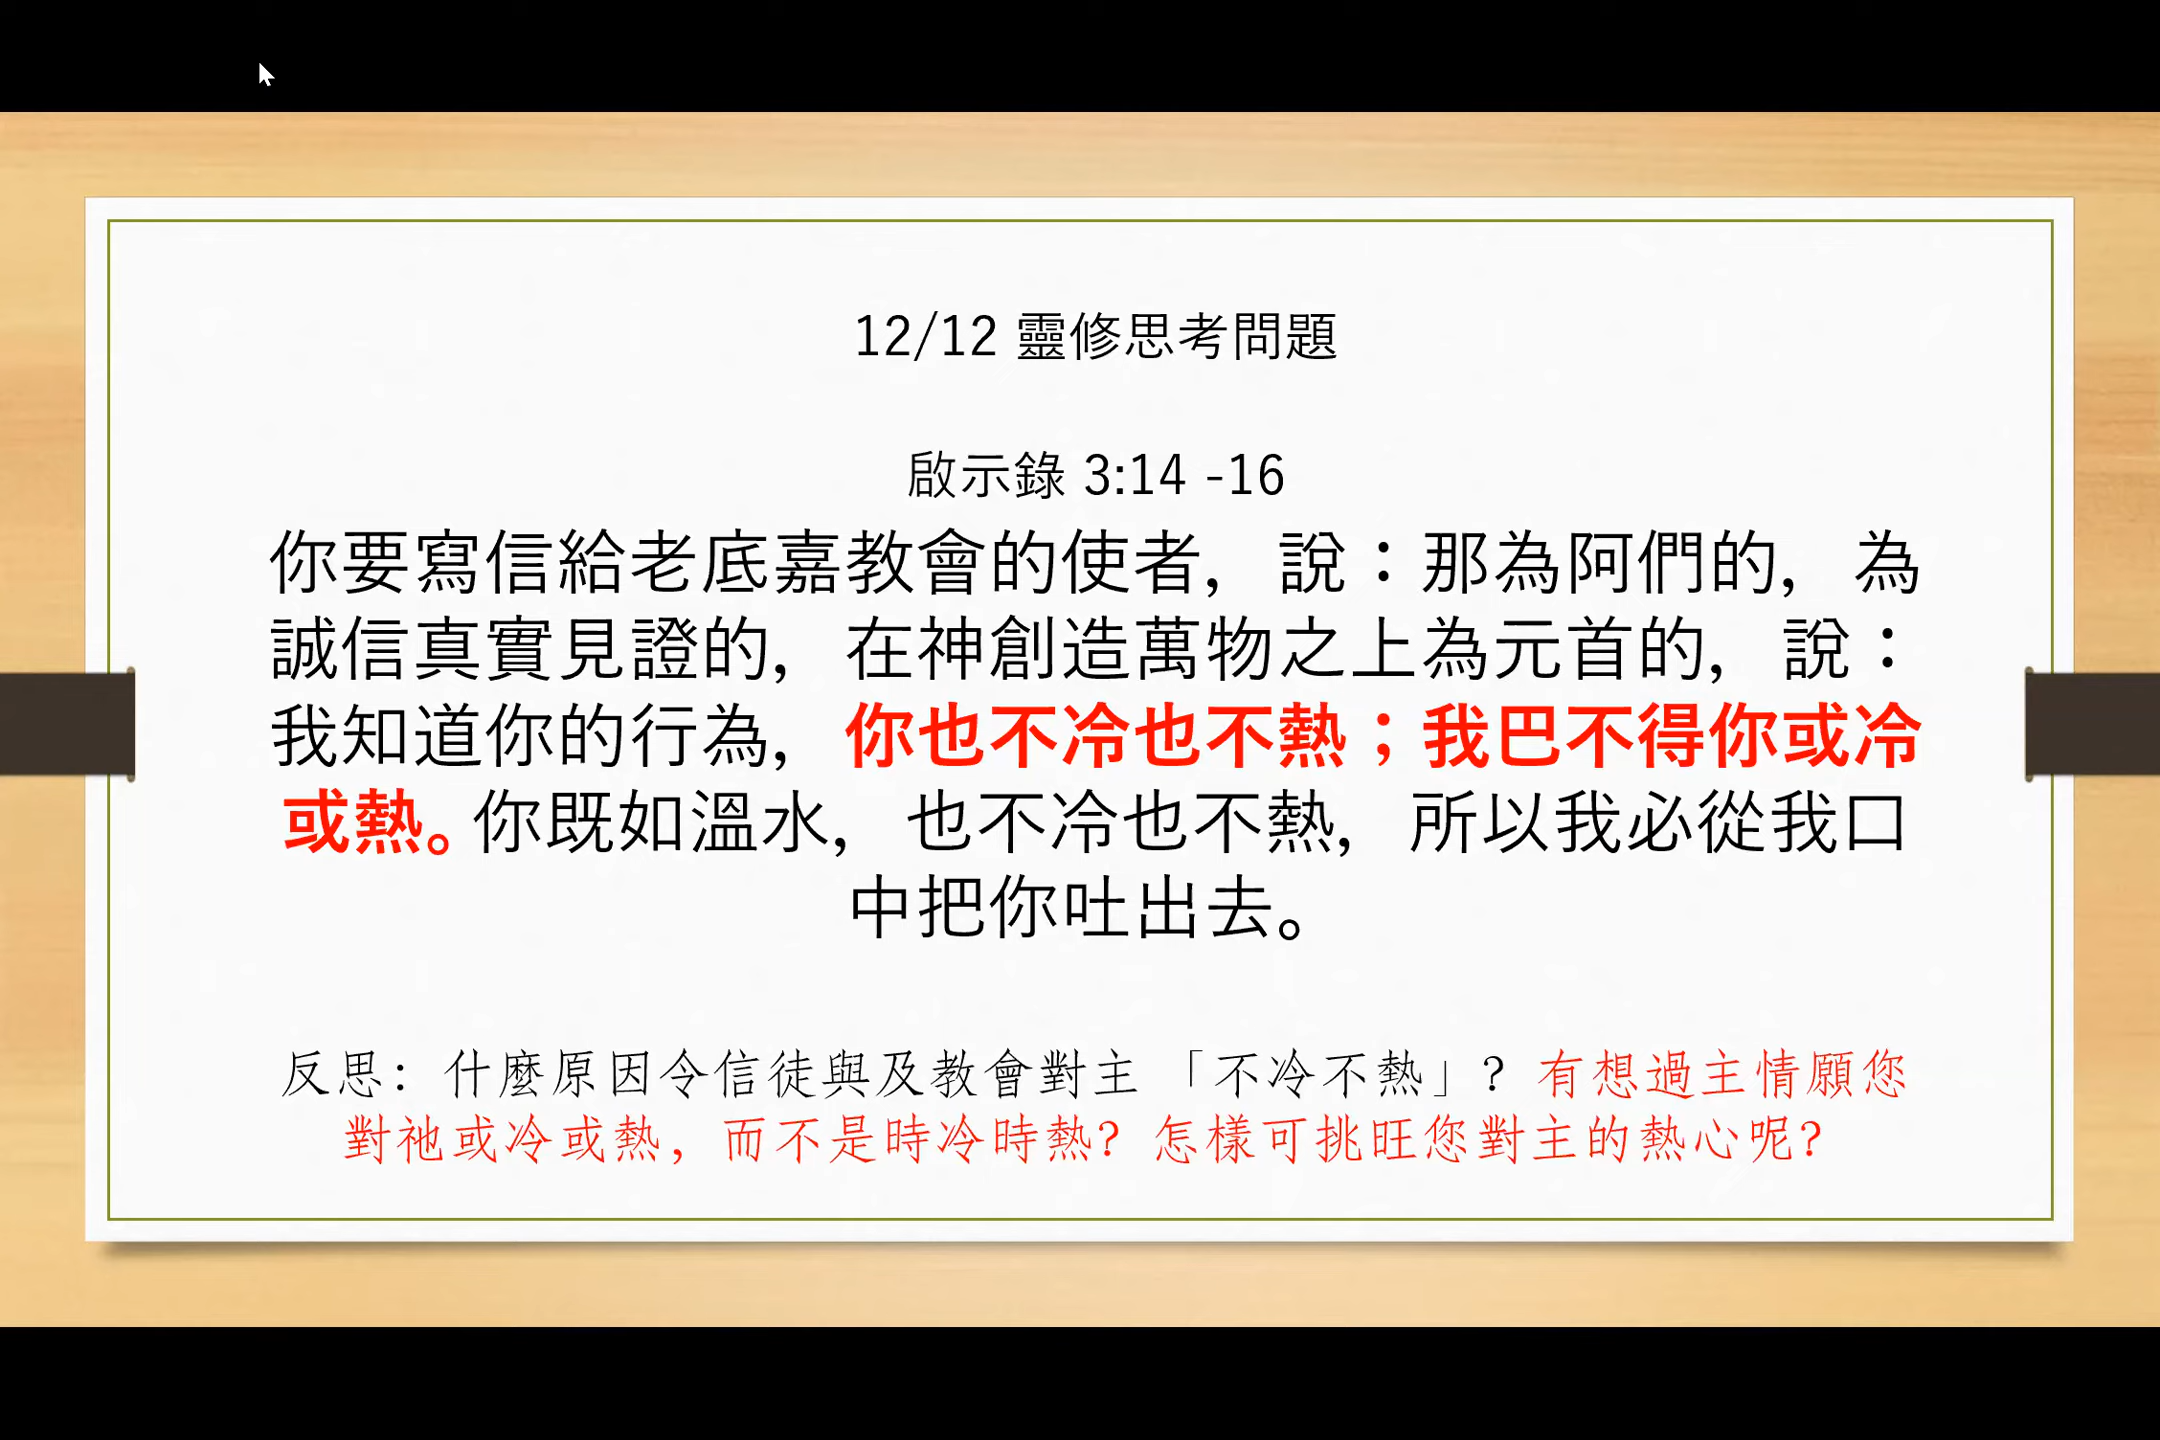 12/12 靈修思考問題
啟示錄 3:14 -16
你要寫信給老底嘉教會的使者，說：那為阿們的，為
誠信真實見證的，在神創造萬物之上為元首的，說：
我知道你的行為，你也不冷也不熱；我巴不得你或冷
或熱。你既如溫水，也不冷也不熱，所以我必從我口
中把你吐出去。
反思：什麼原因令信徒與及教會對主「不冷不熱」？有想過主情願您
對祂或冷或熱，而不是時冷時熱？怎樣可挑旺您對主的熱心呢？